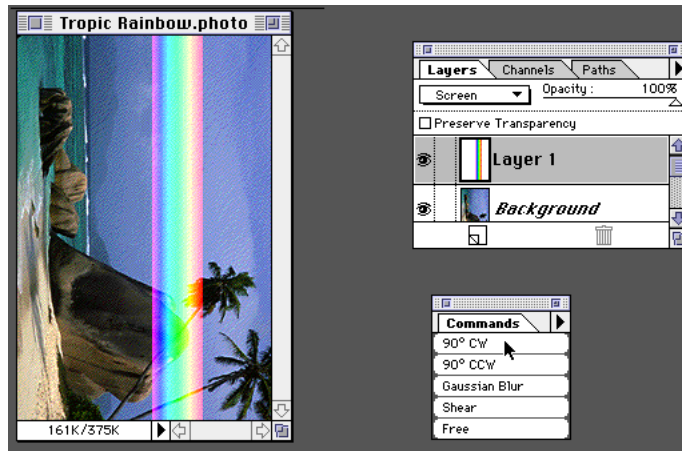 Tropic Rainbow.photo
161K/375K
Layers Channels Paths
Screen Opacity: 100%
Preserve Transparency
Layer 1
Background
Commands
90° CW
90° CCW
Gaussian Blur
Shear
Free